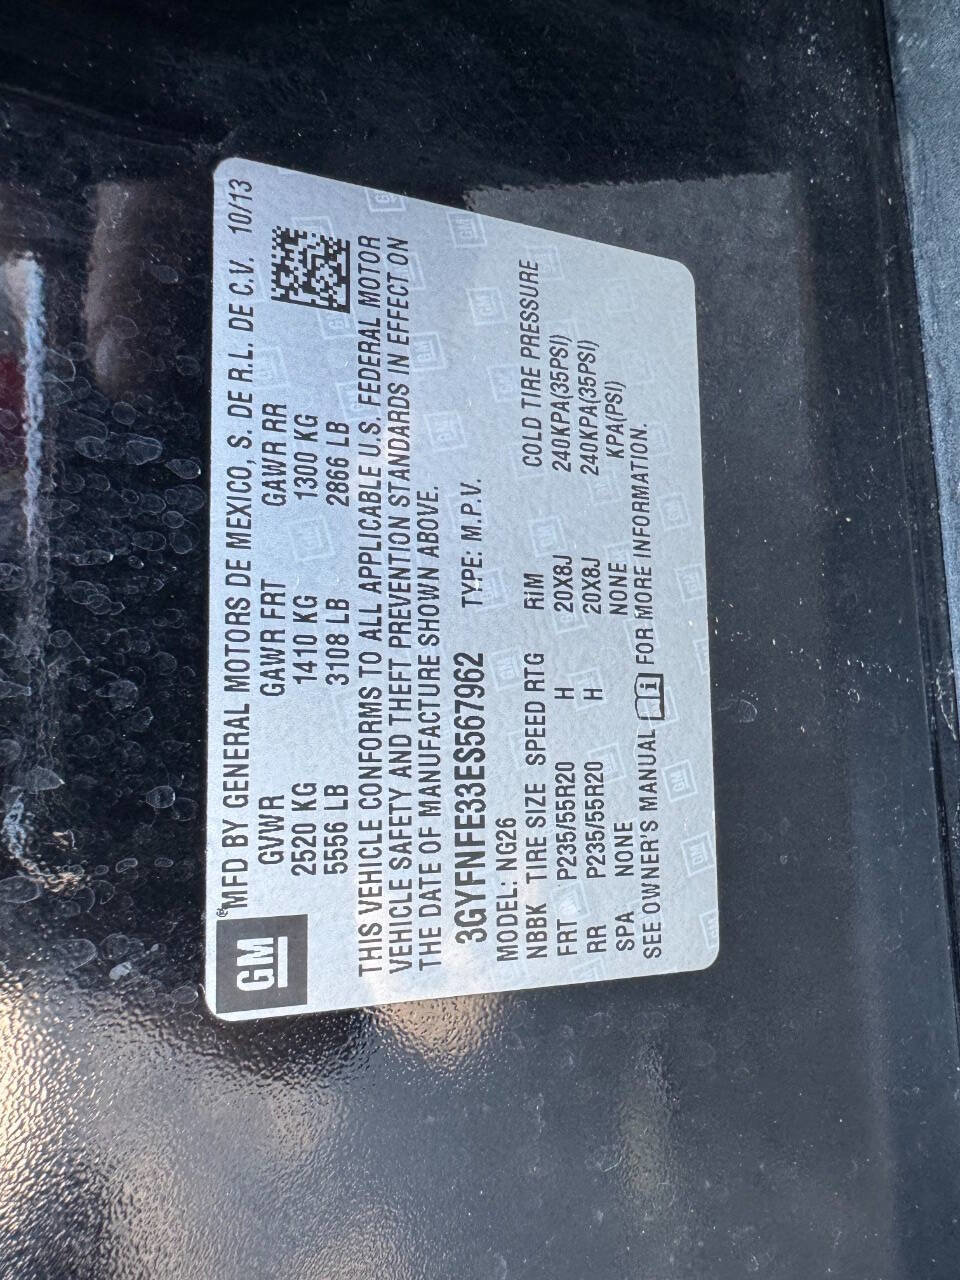 GM ® MFD BY GENERAL MOTORS DE MEXICO, S. DE R.L. DE C.V. 10/13
GVWR GAWR FRT GAWR RR
2520 KG 1410 KG 1300 KG
5556 LB 3108 LB 2866 LB
THIS VEHICLE CONFORMS TO ALL APPLICABLE U.S. FEDERAL MOTOR
VEHICLE SAFETY AND THEFT PREVENTION STANDARDS IN EFFECT ON
THE DATE OF MANUFACTURE SHOWN ABOVE.
3GYFNFE33ES567962 TYPE: M.P.V.
MODEL: NG26
NBBK TIRE SIZE SPEED RTG RIM COLD TIRE PRESSURE
FRT P235/55R20 H 20X8J 240KPA(35PSI)
RR P235/55R20 H 20X8J 240KPA(35PSI)
SPA NONE NONE KPA(PSI)
SEE OWNER'S MANUAL FOR MORE INFORMATION.